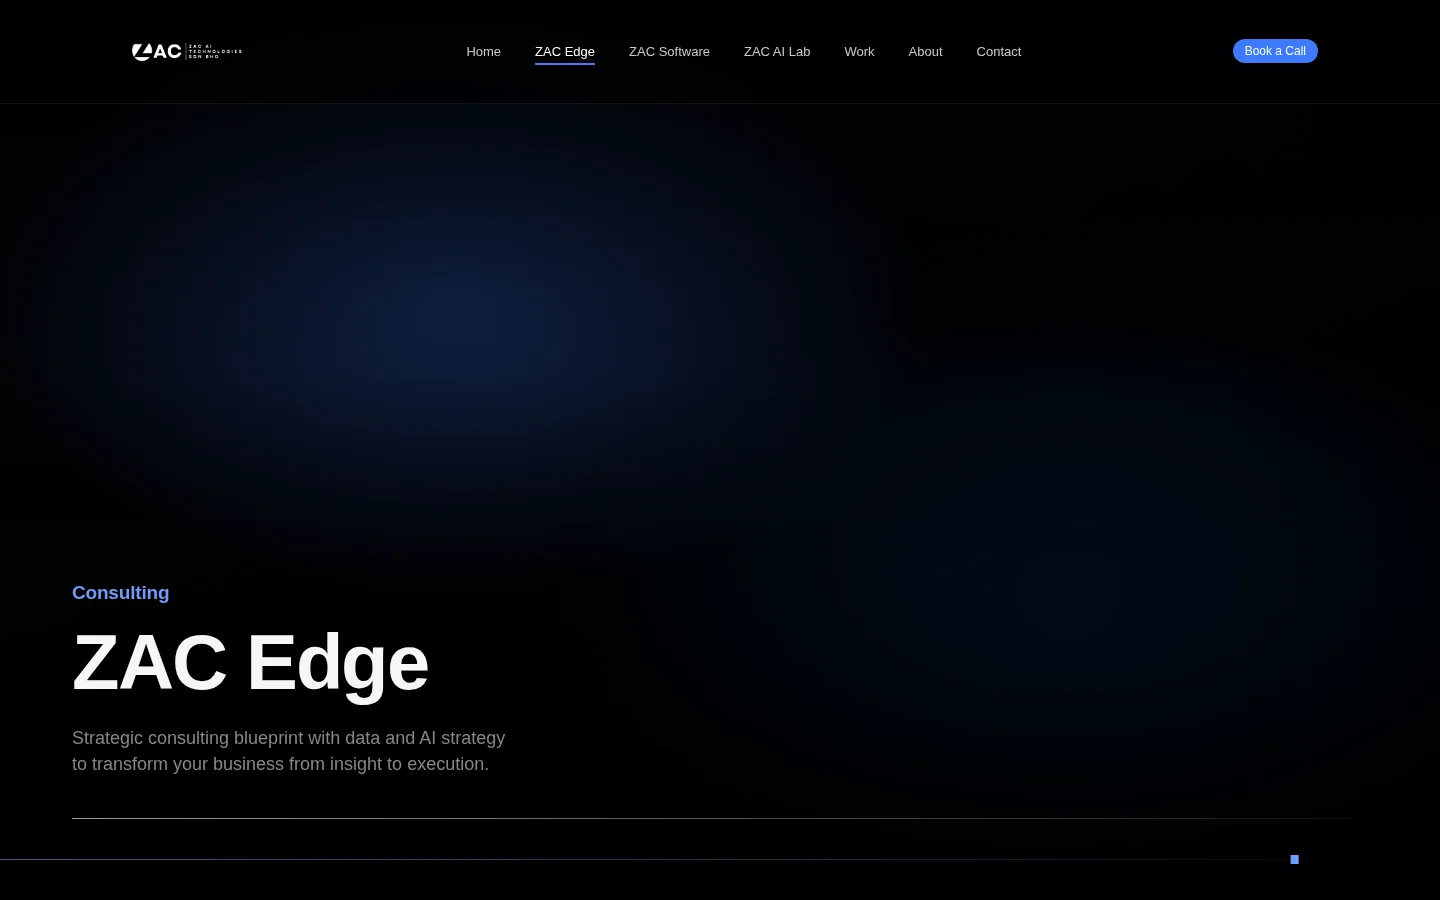 ZAC
ZAC AI
TECHNOLOGIES
SDN BHD
Home
ZAC Edge
ZAC Software
ZAC AI Lab
Work
About
Contact
Book a Call
Consulting
ZAC Edge
Strategic consulting blueprint with data and AI strategy
to transform your business from insight to execution.